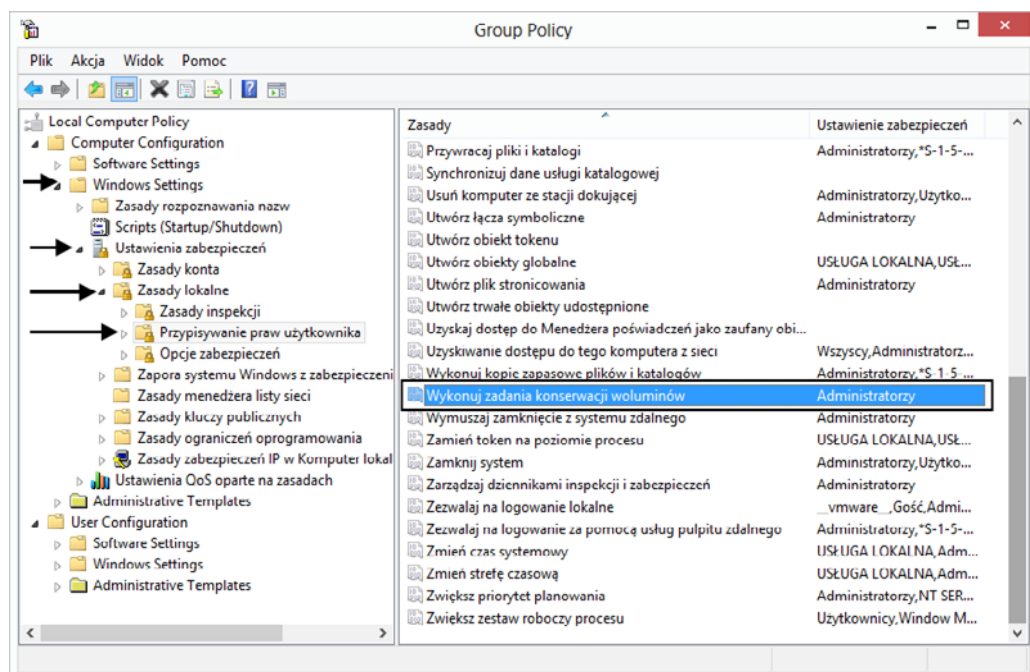 Group Policy
Plik Akcja Widok Pomoc
Local Computer Policy
Computer Configuration
Software Settings
Windows Settings
Zasady rozpoznawania nazw
Scripts (Startup/Shutdown)
Ustawienia zabezpieczeń
Zasady konta
Zasady lokalne
Zasady inspekcji
Przypisywanie praw użytkownika
Opcje zabezpieczeń
Zapora systemu Windows z zabezpieczeni
Zasady menedżera listy sieci
Zasady kluczy publicznych
Zasady ograniczeń oprogramowania
Zasady zabezpieczeń IP w Komputer lokal
Ustawienia QoS oparte na zasadach
Administrative Templates
User Configuration
Software Settings
Windows Settings
Administrative Templates
Zasady Ustawienie zabezpieczeń
Przywracaj pliki i katalogi Administratorzy,*S-1-5-...
Synchronizuj dane usługi katalogowej
Usuń komputer ze stacji dokującej Administratorzy,Użytko...
Utwórz łącza symboliczne Administratorzy
Utwórz obiekt tokenu
Utwórz obiekty globalne USŁUGA LOKALNA,USŁ...
Utwórz plik stronicowania Administratorzy
Utwórz trwałe obiekty udostępnione
Uzyskaj dostęp do Menedżera poświadczeń jako zaufany obi...
Uzyskiwanie dostępu do tego komputera z sieci Wszyscy,Administratorz...
Wykonuj kopie zapasowe plików i katalogów Administratorzy,*S-1-5-...
Wykonuj zadania konserwacji woluminów Administratorzy
Wymuszaj zamknięcie z systemu zdalnego Administratorzy
Zamień token na poziomie procesu USŁUGA LOKALNA,USŁ...
Zamknij system Administratorzy,Użytko...
Zarządzaj dziennikami inspekcji i zabezpieczeń Administratorzy
Zezwalaj na logowanie lokalne __vmware__,Gość,Admi...
Zezwalaj na logowanie za pomocą usług pulpitu zdalnego Administratorzy,*S-1-5-...
Zmień czas systemowy USŁUGA LOKALNA,Adm...
Zmień strefę czasową USŁUGA LOKALNA,Adm...
Zwiększ priorytet planowania Administratorzy,NT SER...
Zwiększ zestaw roboczy procesu Użytkownicy,Window M...